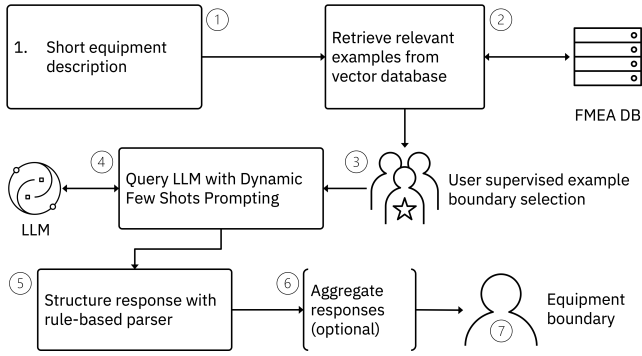 1
1. Short equipment
description
2
Retrieve relevant
examples from
vector database
FMEA DB
3
User supervised example
boundary selection
4
Query LLM with Dynamic
Few Shots Prompting
LLM
5
Structure response with
rule-based parser
6
Aggregate
responses
(optional)
7
Equipment
boundary